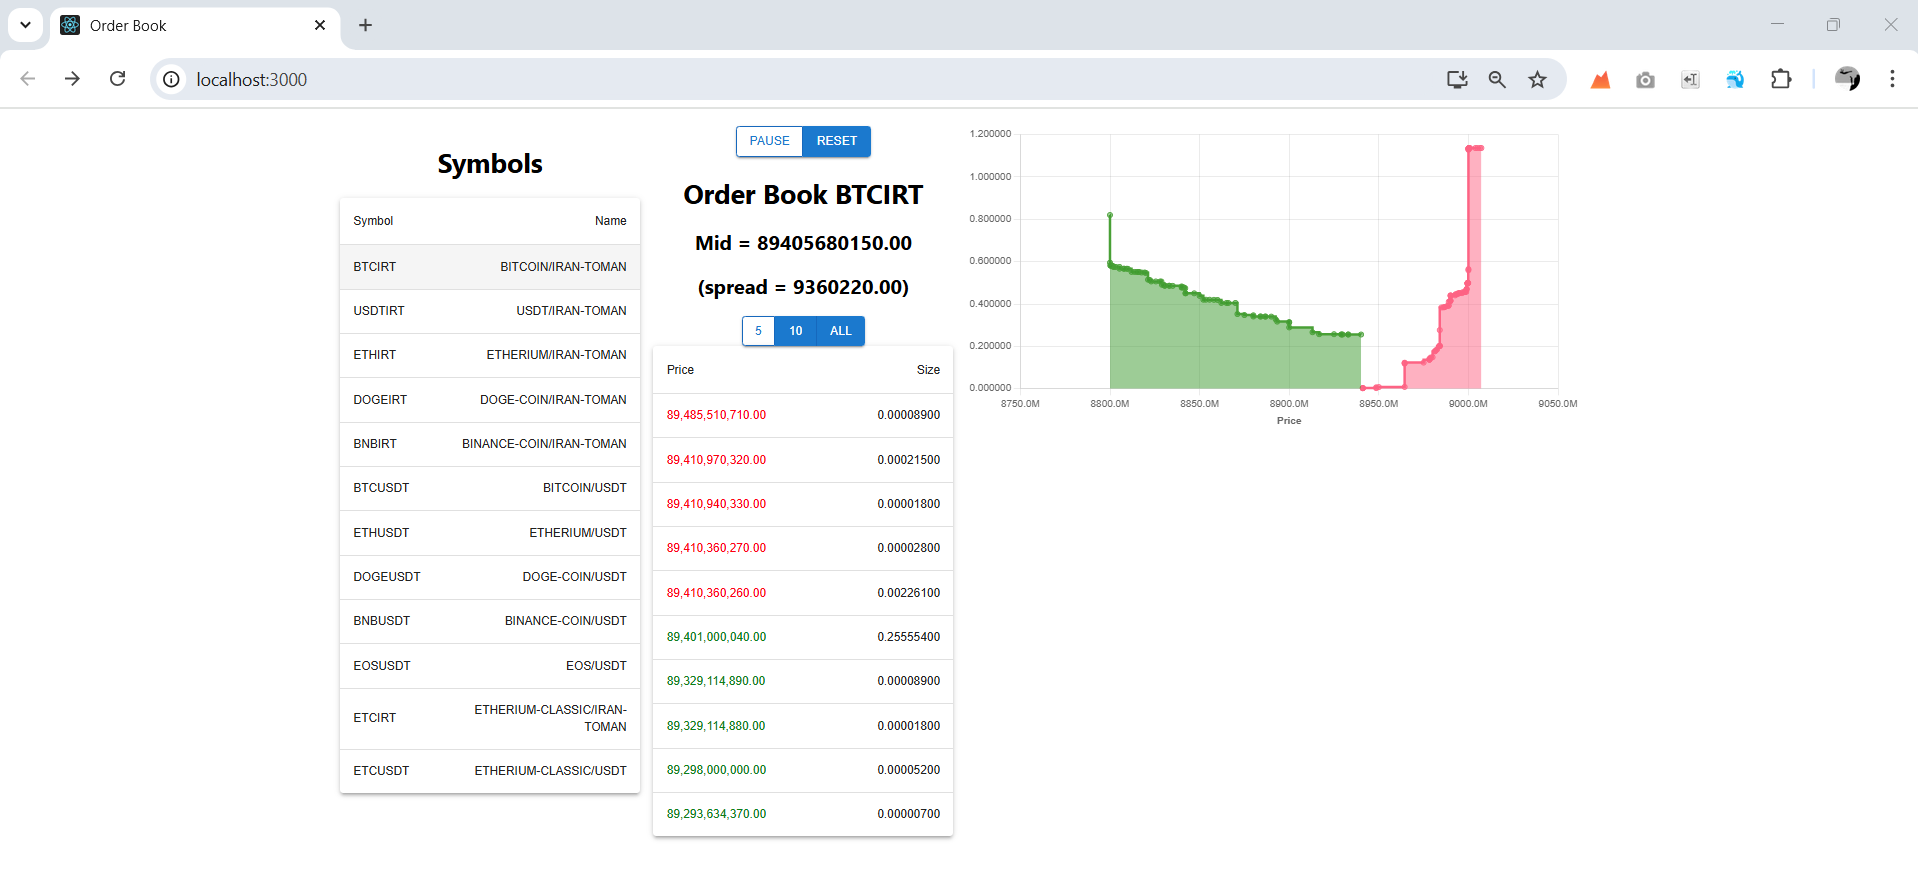 Order Book
localhost:3000
Symbols
Symbol Name
BTCIRT BITCOIN/IRAN-TOMAN
USDTIRT USDT/IRAN-TOMAN
ETHIRT ETHERIUM/IRAN-TOMAN
DOGEIRT DOGE-COIN/IRAN-TOMAN
BNBIRT BINANCE-COIN/IRAN-TOMAN
BTCUSDT BITCOIN/USDT
ETHUSDT ETHERIUM/USDT
DOGEUSDT DOGE-COIN/USDT
BNBUSDT BINANCE-COIN/USDT
EOSUSDT EOS/USDT
ETCIRT ETHERIUM-CLASSIC/IRAN-
TOMAN
ETCUSDT ETHERIUM-CLASSIC/USDT
PAUSE RESET
Order Book BTCIRT
Mid = 89405680150.00
(spread = 9360220.00)
5 10 ALL
Price Size
89,485,510,710.00 0.00008900
89,410,970,320.00 0.00021500
89,410,940,330.00 0.00001800
89,410,360,270.00 0.00002800
89,410,360,260.00 0.00226100
89,401,000,040.00 0.25555400
89,329,114,890.00 0.00008900
89,329,114,880.00 0.00001800
89,298,000,000.00 0.00005200
89,293,634,370.00 0.00000700
1.200000
1.000000
0.800000
0.600000
0.400000
0.200000
0.000000
8750.0M 8800.0M 8850.0M 8900.0M 8950.0M 9000.0M 9050.0M
Price